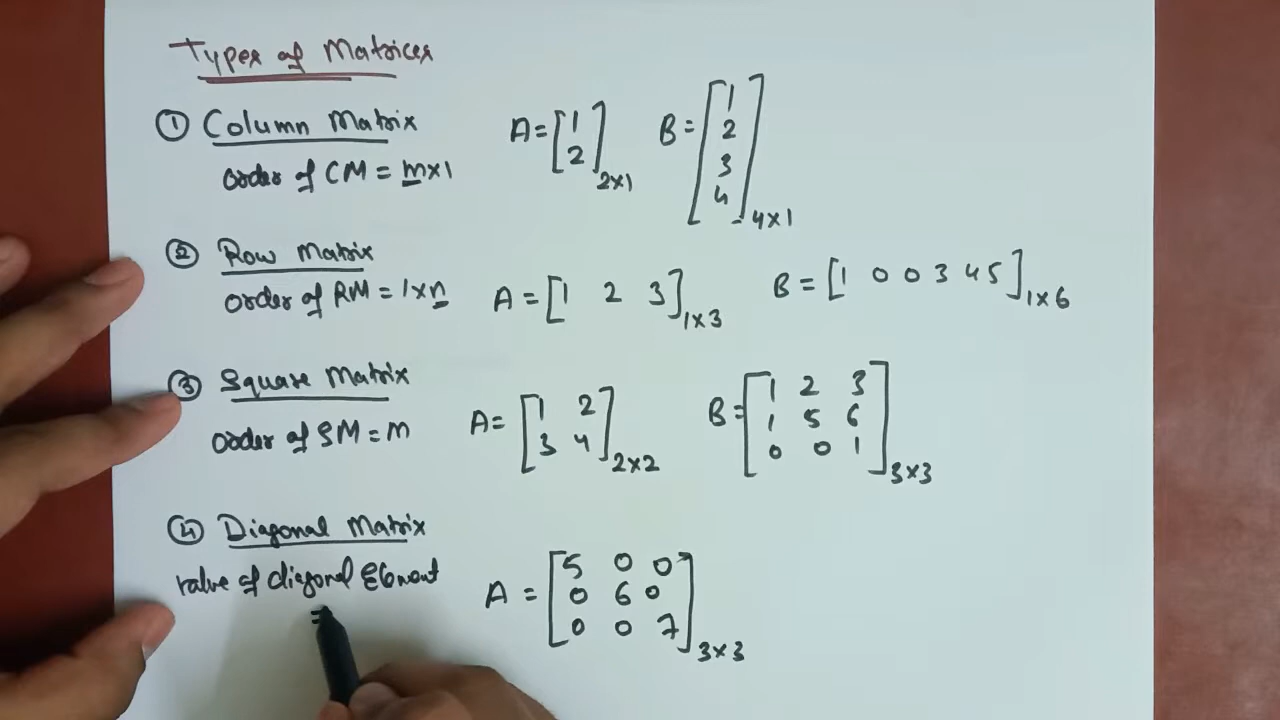 Types of Matrices
① Column Matrix
order of CM = m×1
A = [1 2]2×1
B = [1 2 3 4]4×1
② Row Matrix
order of RM = 1×n
A = [1 2 3]1×3
B = [1 0 0 3 4 5]1×6
③ Square Matrix
order of SM = m
A = [1 2
3 4]2×2
B = [1 2 3
1 5 6
0 0 1]3×3
④ Diagonal Matrix
value of diagonal
=
A = [5 0 0
0 6 0
0 0 7]3×3